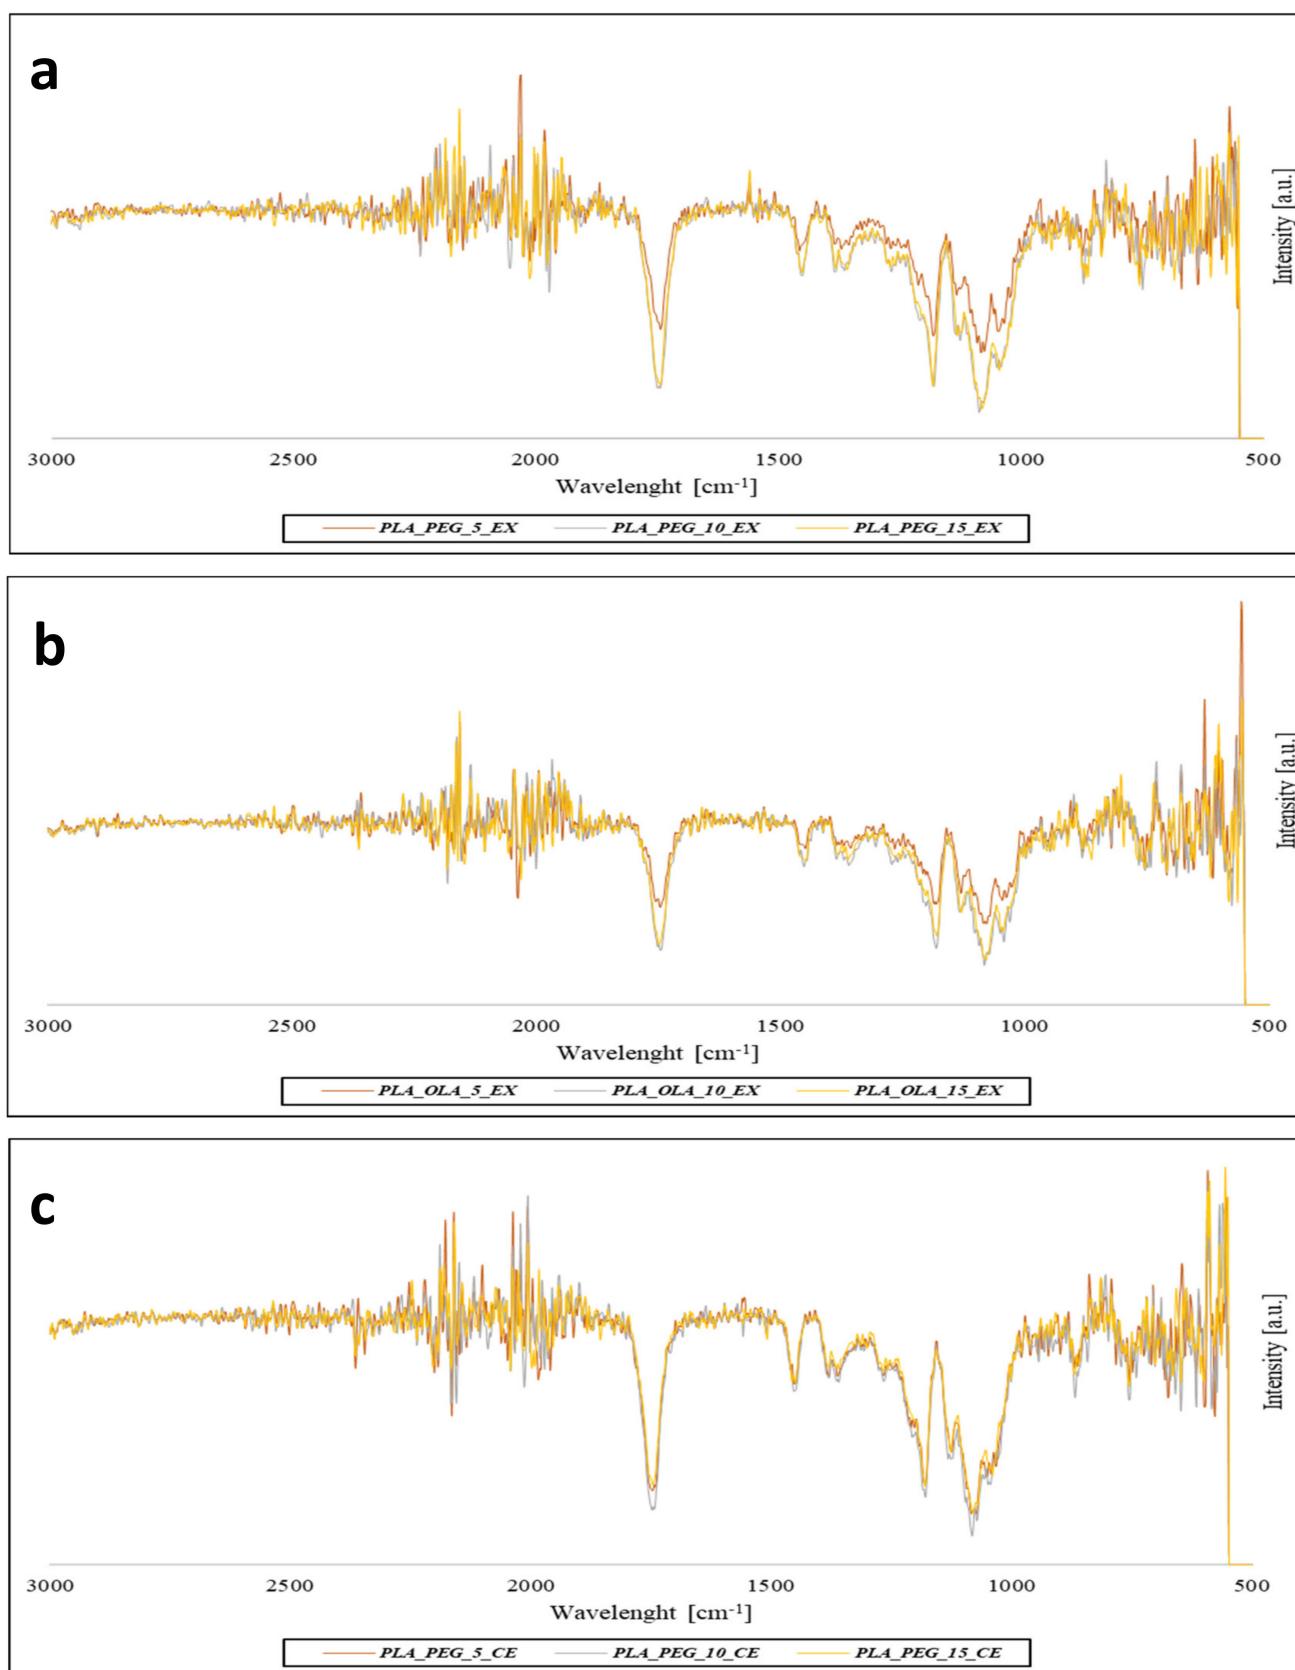 a
Intensity [a.u.]
3000 2500 2000 1500 1000 500
Wavelenght [cm⁻¹]
PLA_PEG_5_EX PLA_PEG_10_EX PLA_PEG_15_EX
b
Intensity [a.u.]
3000 2500 2000 1500 1000 500
Wavelenght [cm⁻¹]
PLA_OLA_5_EX PLA_OLA_10_EX PLA_OLA_15_EX
c
Intensity [a.u.]
3000 2500 2000 1500 1000 500
Wavelenght [cm⁻¹]
PLA_PEG_5_CE PLA_PEG_10_CE PLA_PEG_15_CE